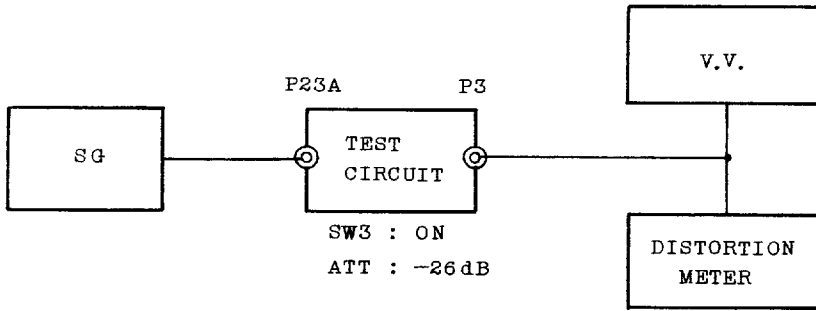 V.V.
P23A
P3
SG
TEST
CIRCUIT
SW3 : ON
ATT : −26dB
DISTORTION
METER